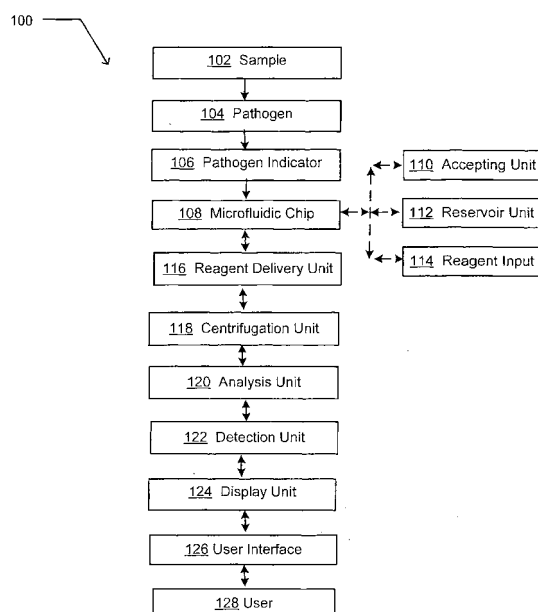 100
102 Sample
104 Pathogen
106 Pathogen Indicator
108 Microfluidic Chip
110 Accepting Unit
112 Reservoir Unit
114 Reagent Input
116 Reagent Delivery Unit
118 Centrifugation Unit
120 Analysis Unit
122 Detection Unit
124 Display Unit
126 User Interface
128 User